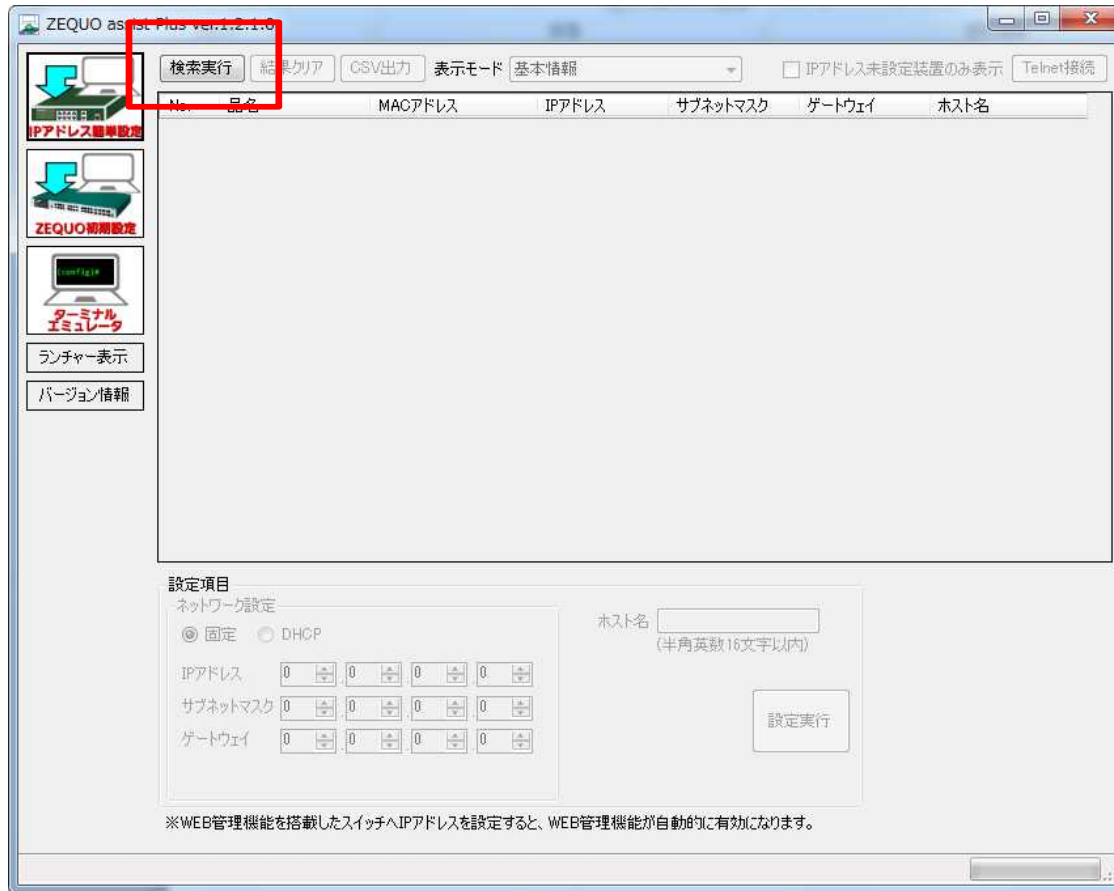 ZEQUO assist Plus ver.1.2.1.8
検索実行 結果クリア CSV出力 表示モード 基本情報 IPアドレス未設定装置のみ表示 Telnet接続
No. 品名 MACアドレス IPアドレス サブネットマスク ゲートウェイ ホスト名
IPアドレス簡単設定
ZEQUO初期設定
(config)#
ターミナル
エミュレータ
ランチャー表示
バージョン情報
設定項目
ネットワーク設定
固定 DHCP
ホスト名
(半角英数16文字以内)
IPアドレス 0 . 0 . 0 . 0
サブネットマスク 0 . 0 . 0 . 0
ゲートウェイ 0 . 0 . 0 . 0
設定実行
※WEB管理機能を搭載したスイッチへIPアドレスを設定すると、WEB管理機能が自動的に有効になります。